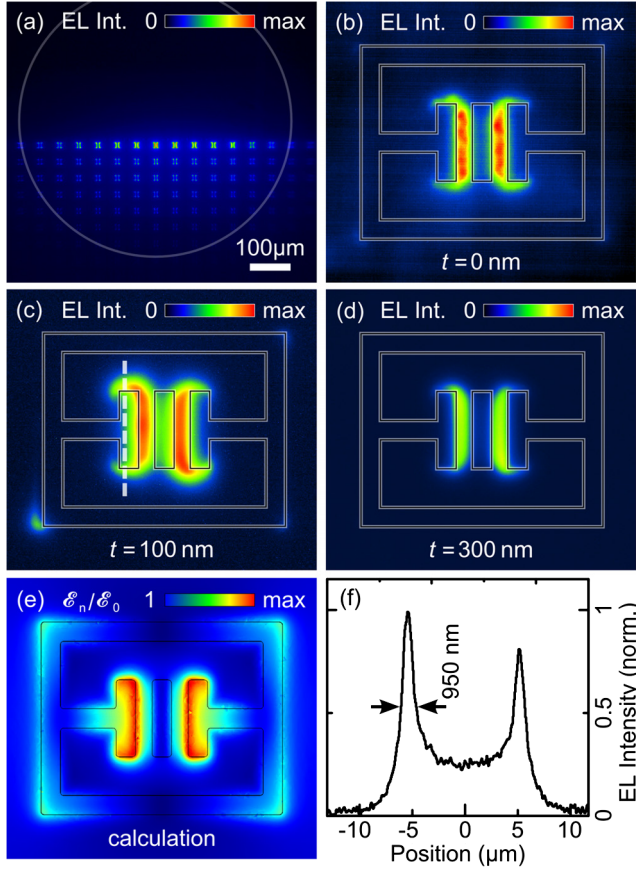 (a) EL Int. 0 max
100μm
(b) EL Int. 0 max
t = 0 nm
(c) EL Int. 0 max
t = 100 nm
(d) EL Int. 0 max
t = 300 nm
(e) ℰn/ℰ0 1 max
calculation
(f)
950 nm
1
0.5
0
EL Intensity (norm.)
-10 -5 0 5 10
Position (μm)